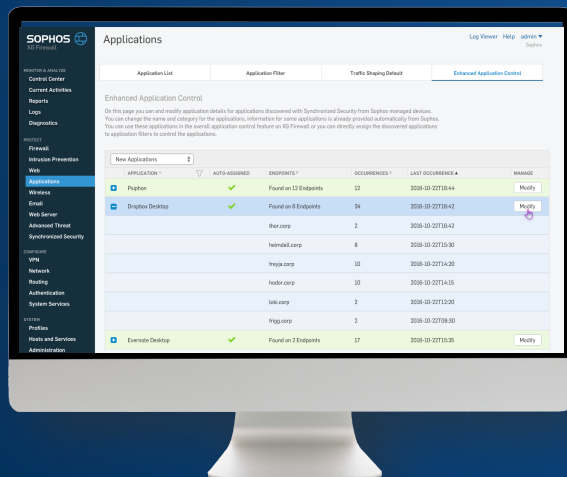 SOPHOS
XG Firewall
Applications
Log Viewer Help admin ▼
Sophos
MONITOR & ANALYZE
Control Center
Current Activities
Reports
Logs
Diagnostics
PROTECT
Firewall
Intrusion Prevention
Web
Applications
Wireless
Email
Web Server
Advanced Threat
Synchronized Security
CONFIGURE
VPN
Network
Routing
Authentication
System Services
SYSTEM
Profiles
Hosts and Services
Administration
Application List Application Filter Traffic Shaping Default Enhanced Application Control
Enhanced Application Control
On this page you can and modify application details for applications discovered with Synchronized Security from Sophos managed devices.
You can change the name and category for the applications. Information for some applications is already provided automatically from Sophos.
You can use these applications in the overall application control feature on XG Firewall or you can directly assign the discovered applications
to application filters to control the applications.
New Applications
APPLICATION AUTO-ASSIGNED ENDPOINTS OCCURRENCES LAST OCCURRENCE ▲ MANAGE
Psiphon Found on 12 Endpoints 12 2016-10-22T16:44 Modify
Dropbox Desktop Found on 6 Endpoints 34 2016-10-22T16:42 Modify
thor.corp 2 2016-10-22T16:42
heimdall.corp 8 2016-10-22T15:30
freyja.corp 10 2016-10-22T14:20
hodor.corp 10 2016-10-22T14:15
loki.corp 2 2016-10-22T12:20
frigg.corp 2 2016-10-22T09:30
Evernote Desktop Found on 2 Endpoints 17 2016-10-22T15:35 Modify